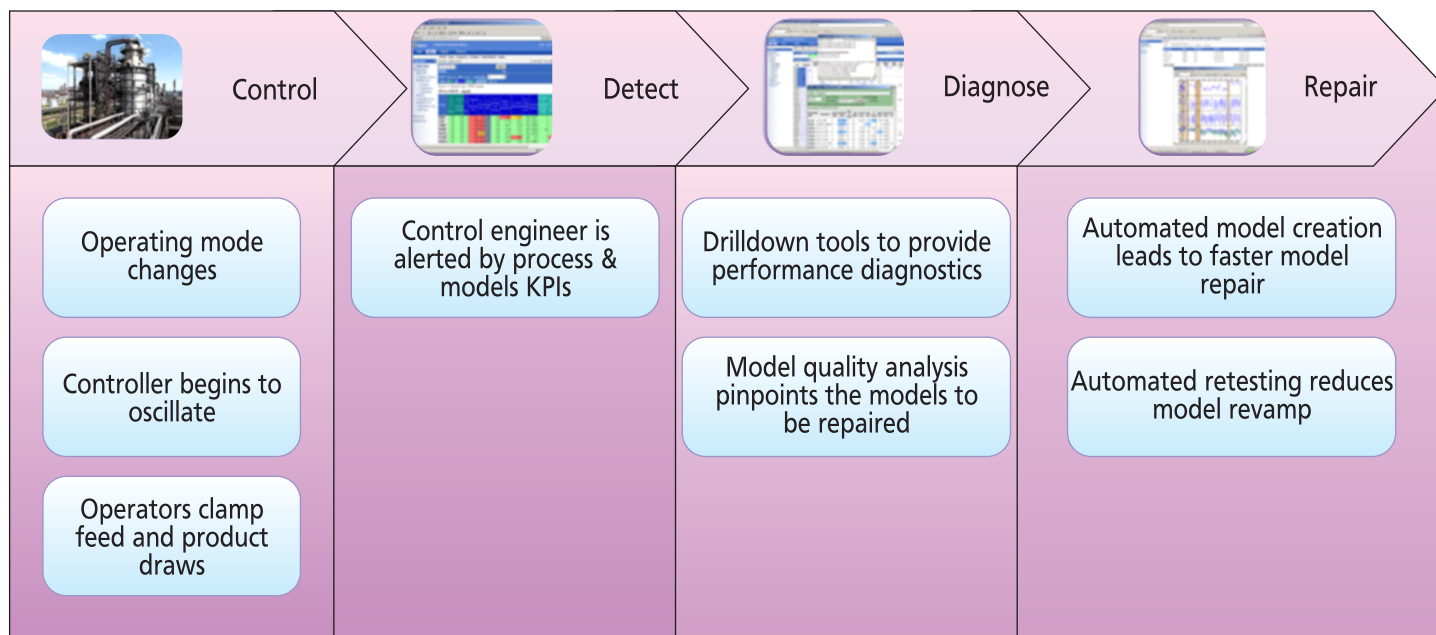 Control
Detect
Diagnose
Repair
Operating mode
changes
Controller begins to
oscillate
Operators clamp
feed and product
draws
Control engineer is
alerted by process &
models KPIs
Drilldown tools to provide
performance diagnostics
Model quality analysis
pinpoints the models to
be repaired
Automated model creation
leads to faster model
repair
Automated retesting reduces
model revamp